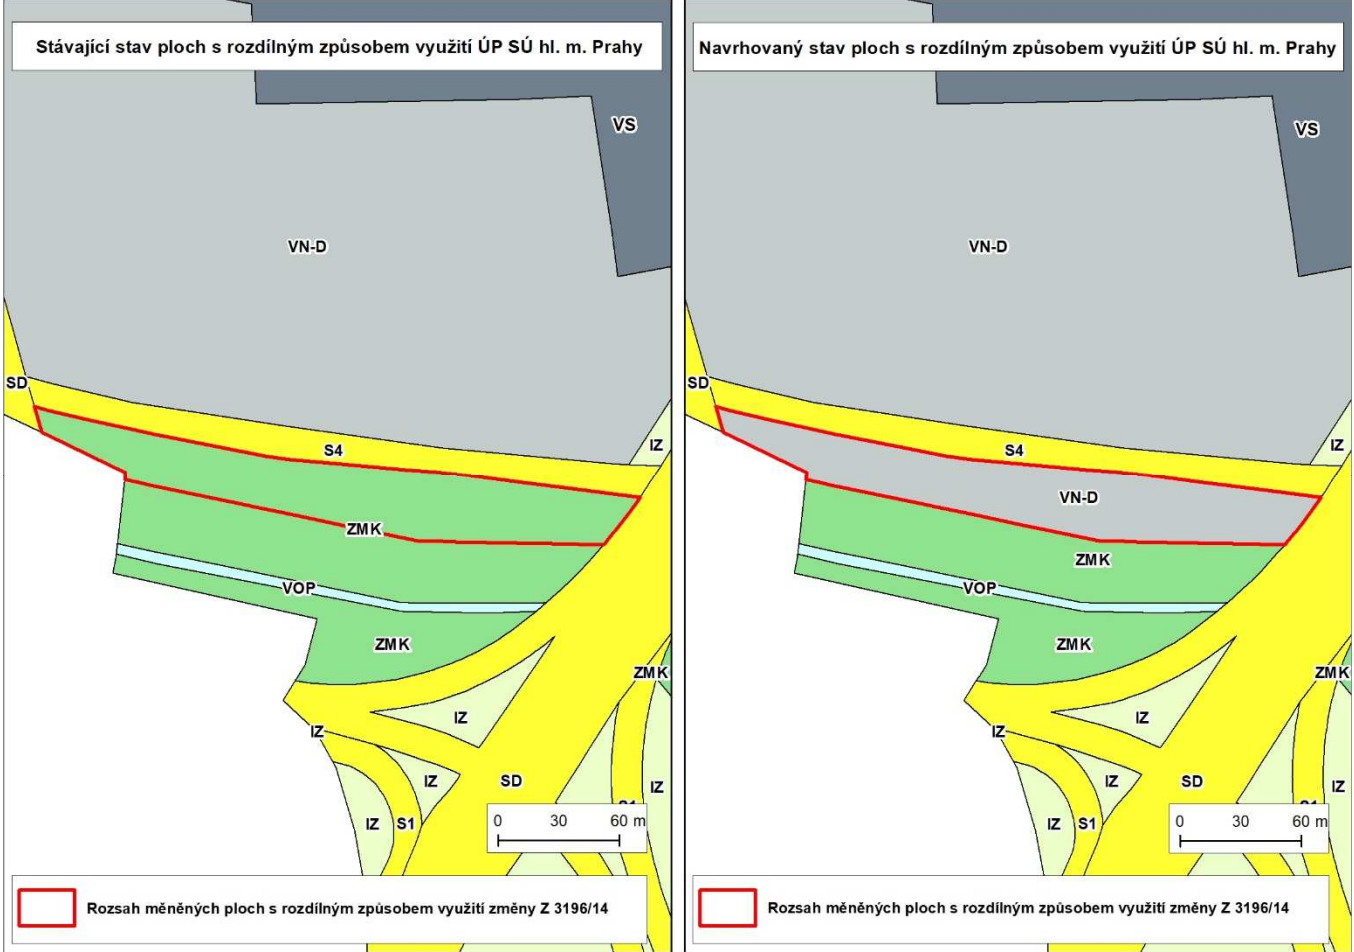 Stávající stav ploch s rozdílným způsobem využití ÚP SÚ hl. m. Prahy
VS
VN-D
SD
IZ
S4
ZMK
VOP
ZMK
ZMK
IZ
IZ
IZ
SD
IZ
IZ
S1
0 30 60 m
Rozsah měněných ploch s rozdílným způsobem využití změny Z 3196/14
Navrhovaný stav ploch s rozdílným způsobem využití ÚP SÚ hl. m. Prahy
VS
VN-D
SD
IZ
S4
VN-D
ZMK
VOP
ZMK
ZMK
IZ
IZ
IZ
SD
IZ
IZ
S1
0 30 60 m
Rozsah měněných ploch s rozdílným způsobem využití změny Z 3196/14